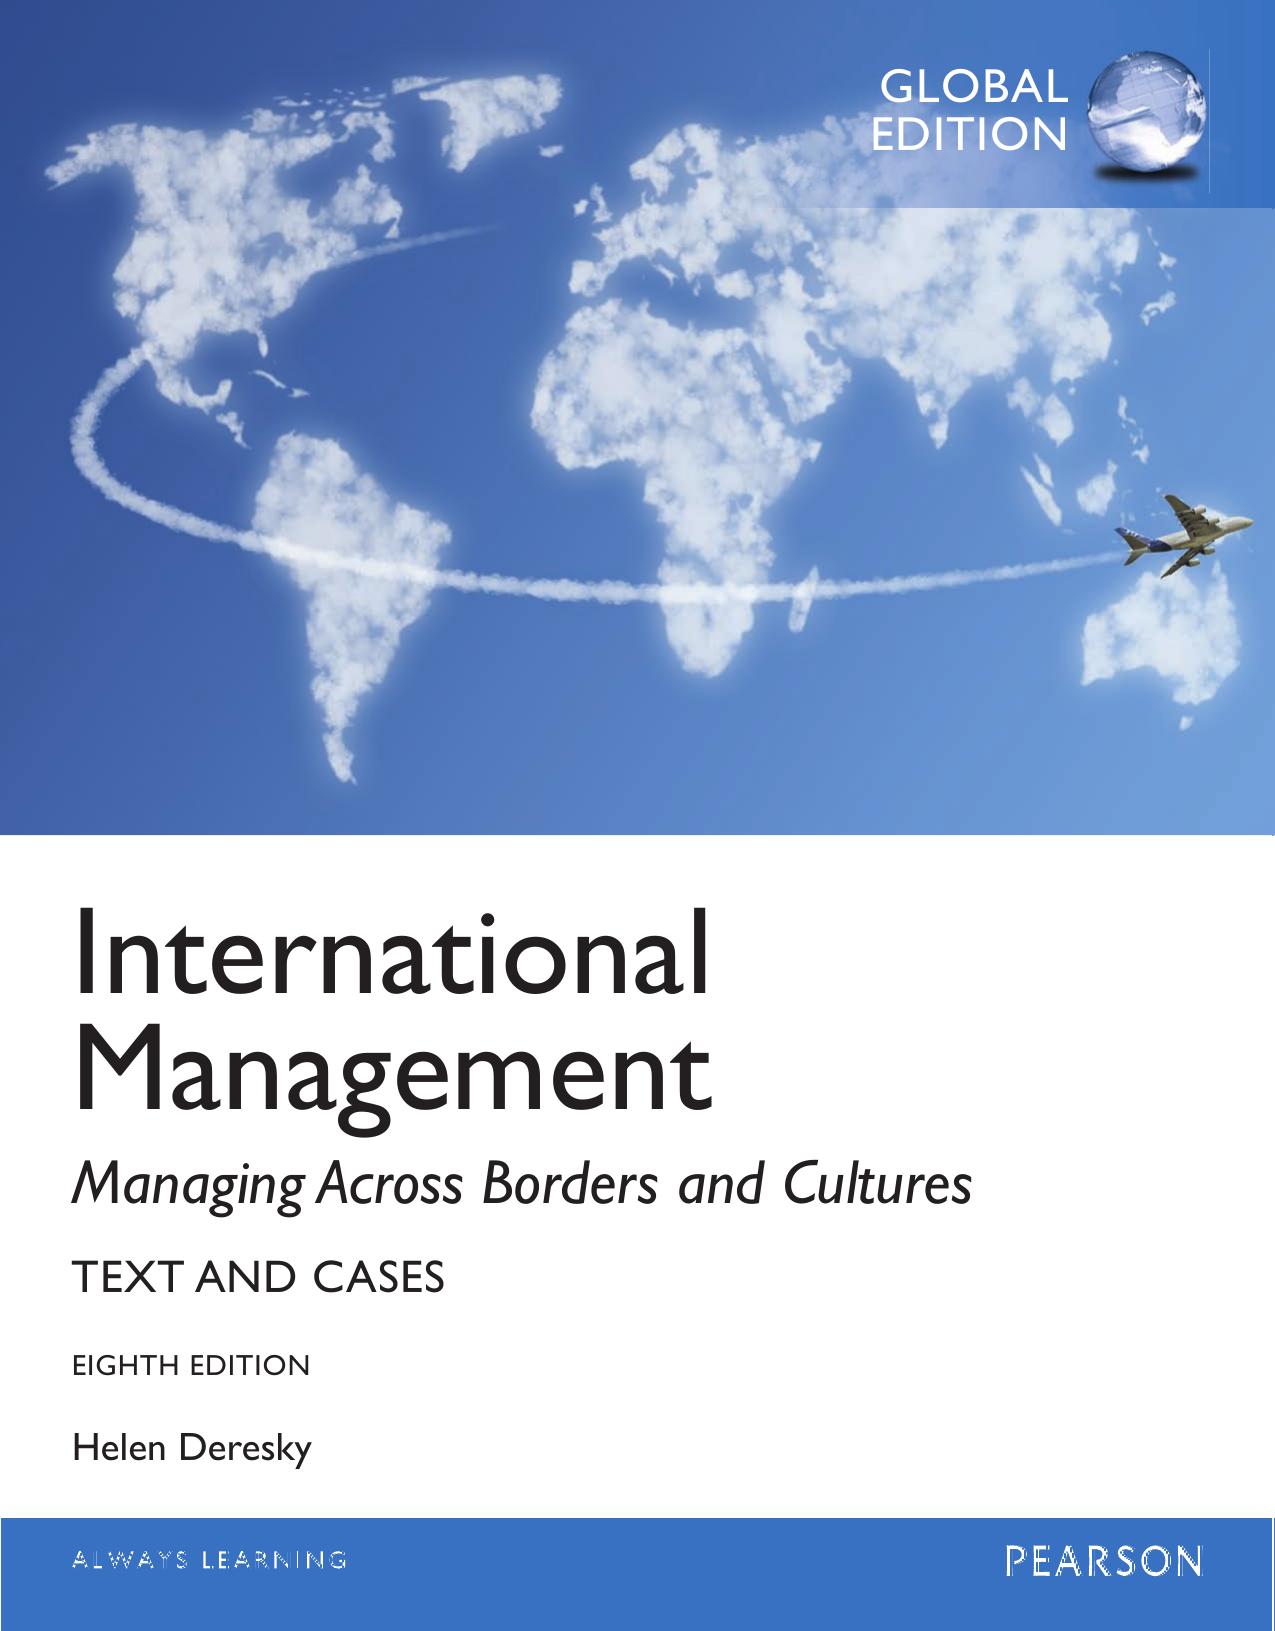 GLOBAL
EDITION
International
Management
Managing Across Borders and Cultures
TEXT AND CASES
EIGHTH EDITION
Helen Deresky
ALWAYS LEARNING
PEARSON